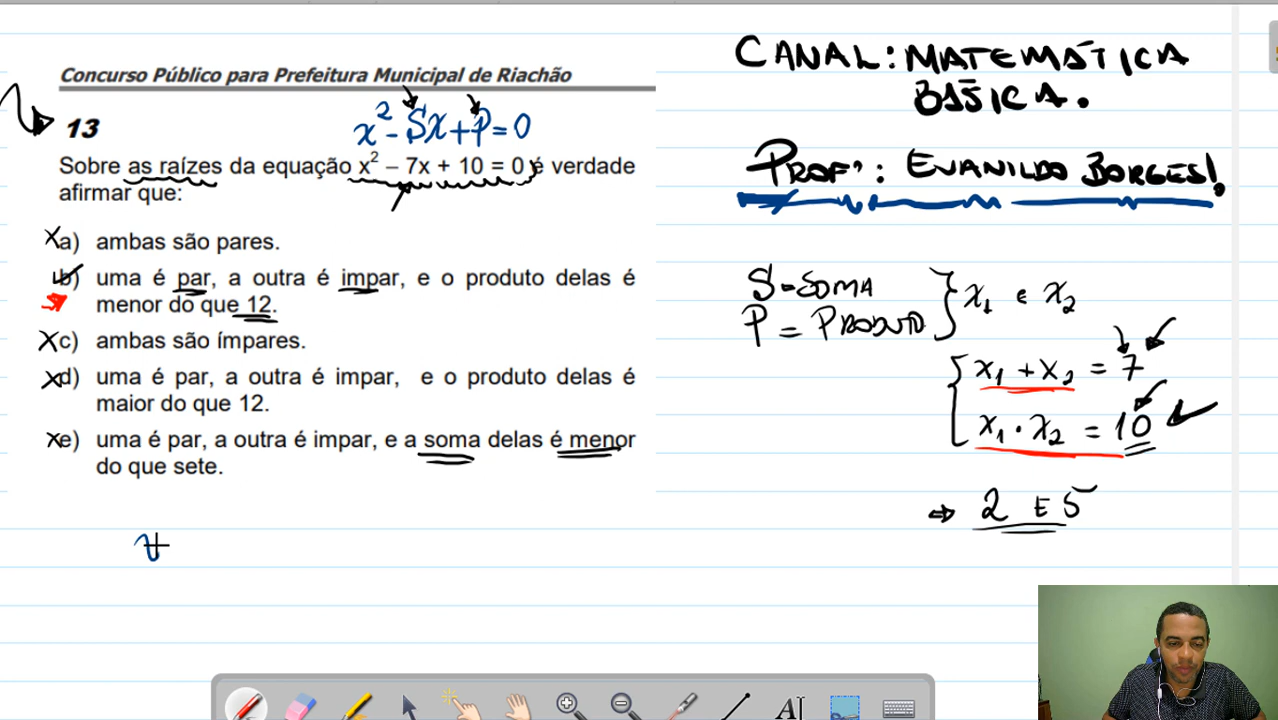 CANAL: MATEMÁTICA
BÁSICA.
PROFº: EVANILDO BORGES!
Concurso Público para Prefeitura Municipal de Riachão
13
x² - Sx + P = 0
Sobre as raízes da equação x² – 7x + 10 = 0 é verdade
afirmar que:
a) ambas são pares.
b) uma é par, a outra é impar, e o produto delas é
menor do que 12.
c) ambas são ímpares.
d) uma é par, a outra é impar, e o produto delas é
maior do que 12.
e) uma é par, a outra é impar, e a soma delas é menor
do que sete.
S = SOMA
P = PRODUTO
x₁ e x₂
x₁ + x₂ = 7
x₁ · x₂ = 10
⇒ 2 E 5
A